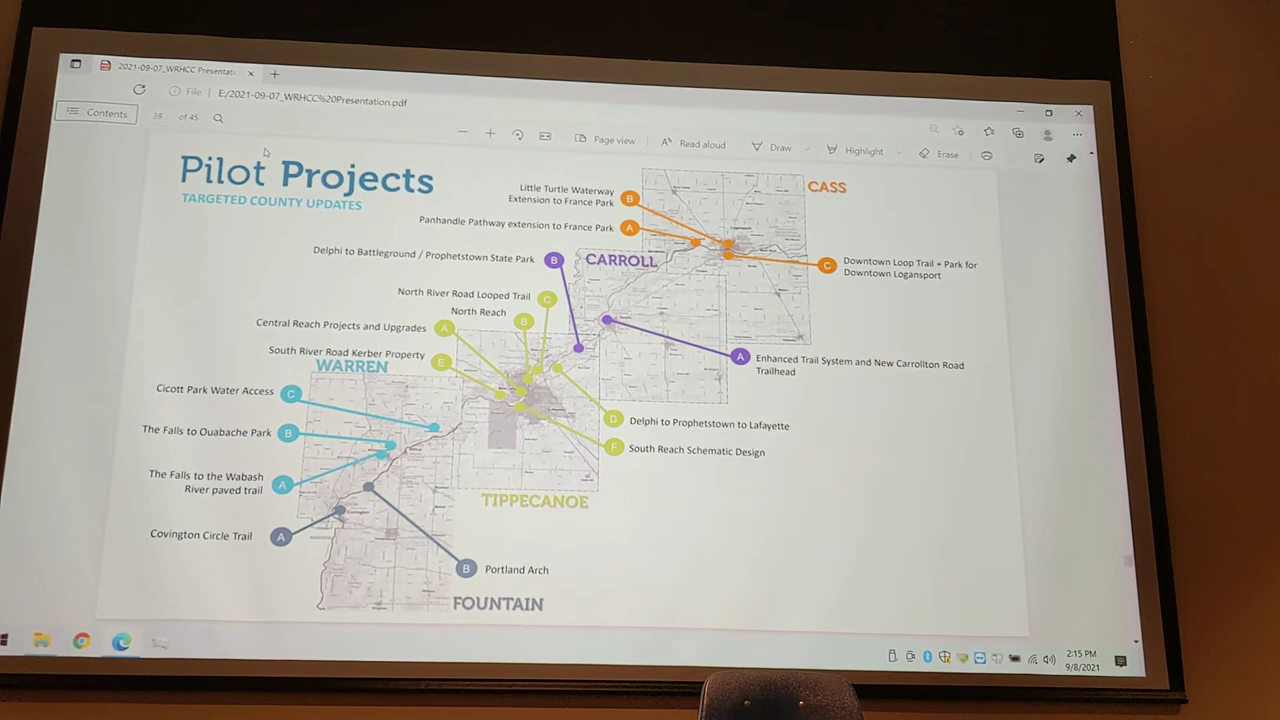 2021-09-07_WRHCC Presentati
File
E:/2021-09-07_WRHCC%20Presentation.pdf
Contents
39 of 45
Page view
Read aloud
Draw
Highlight
Erase
Pilot Projects
TARGETED COUNTY UPDATES
Little Turtle Waterway
Extension to France Park
B
CASS
Panhandle Pathway extension to France Park
A
Delphi to Battleground / Prophetstown State Park
B
CARROLL
C
Downtown Loop Trail + Park for
Downtown Logansport
North River Road Looped Trail
C
North Reach
B
Central Reach Projects and Upgrades
A
South River Road Kerber Property
E
A
Enhanced Trail System and New Carrollton Road
Trailhead
WARREN
Cicott Park Water Access
C
D
Delphi to Prophetstown to Lafayette
The Falls to Ouabache Park
B
F
South Reach Schematic Design
The Falls to the Wabash
River paved trail
A
TIPPECANOE
Covington Circle Trail
A
B
Portland Arch
FOUNTAIN
2:15 PM
9/8/2021